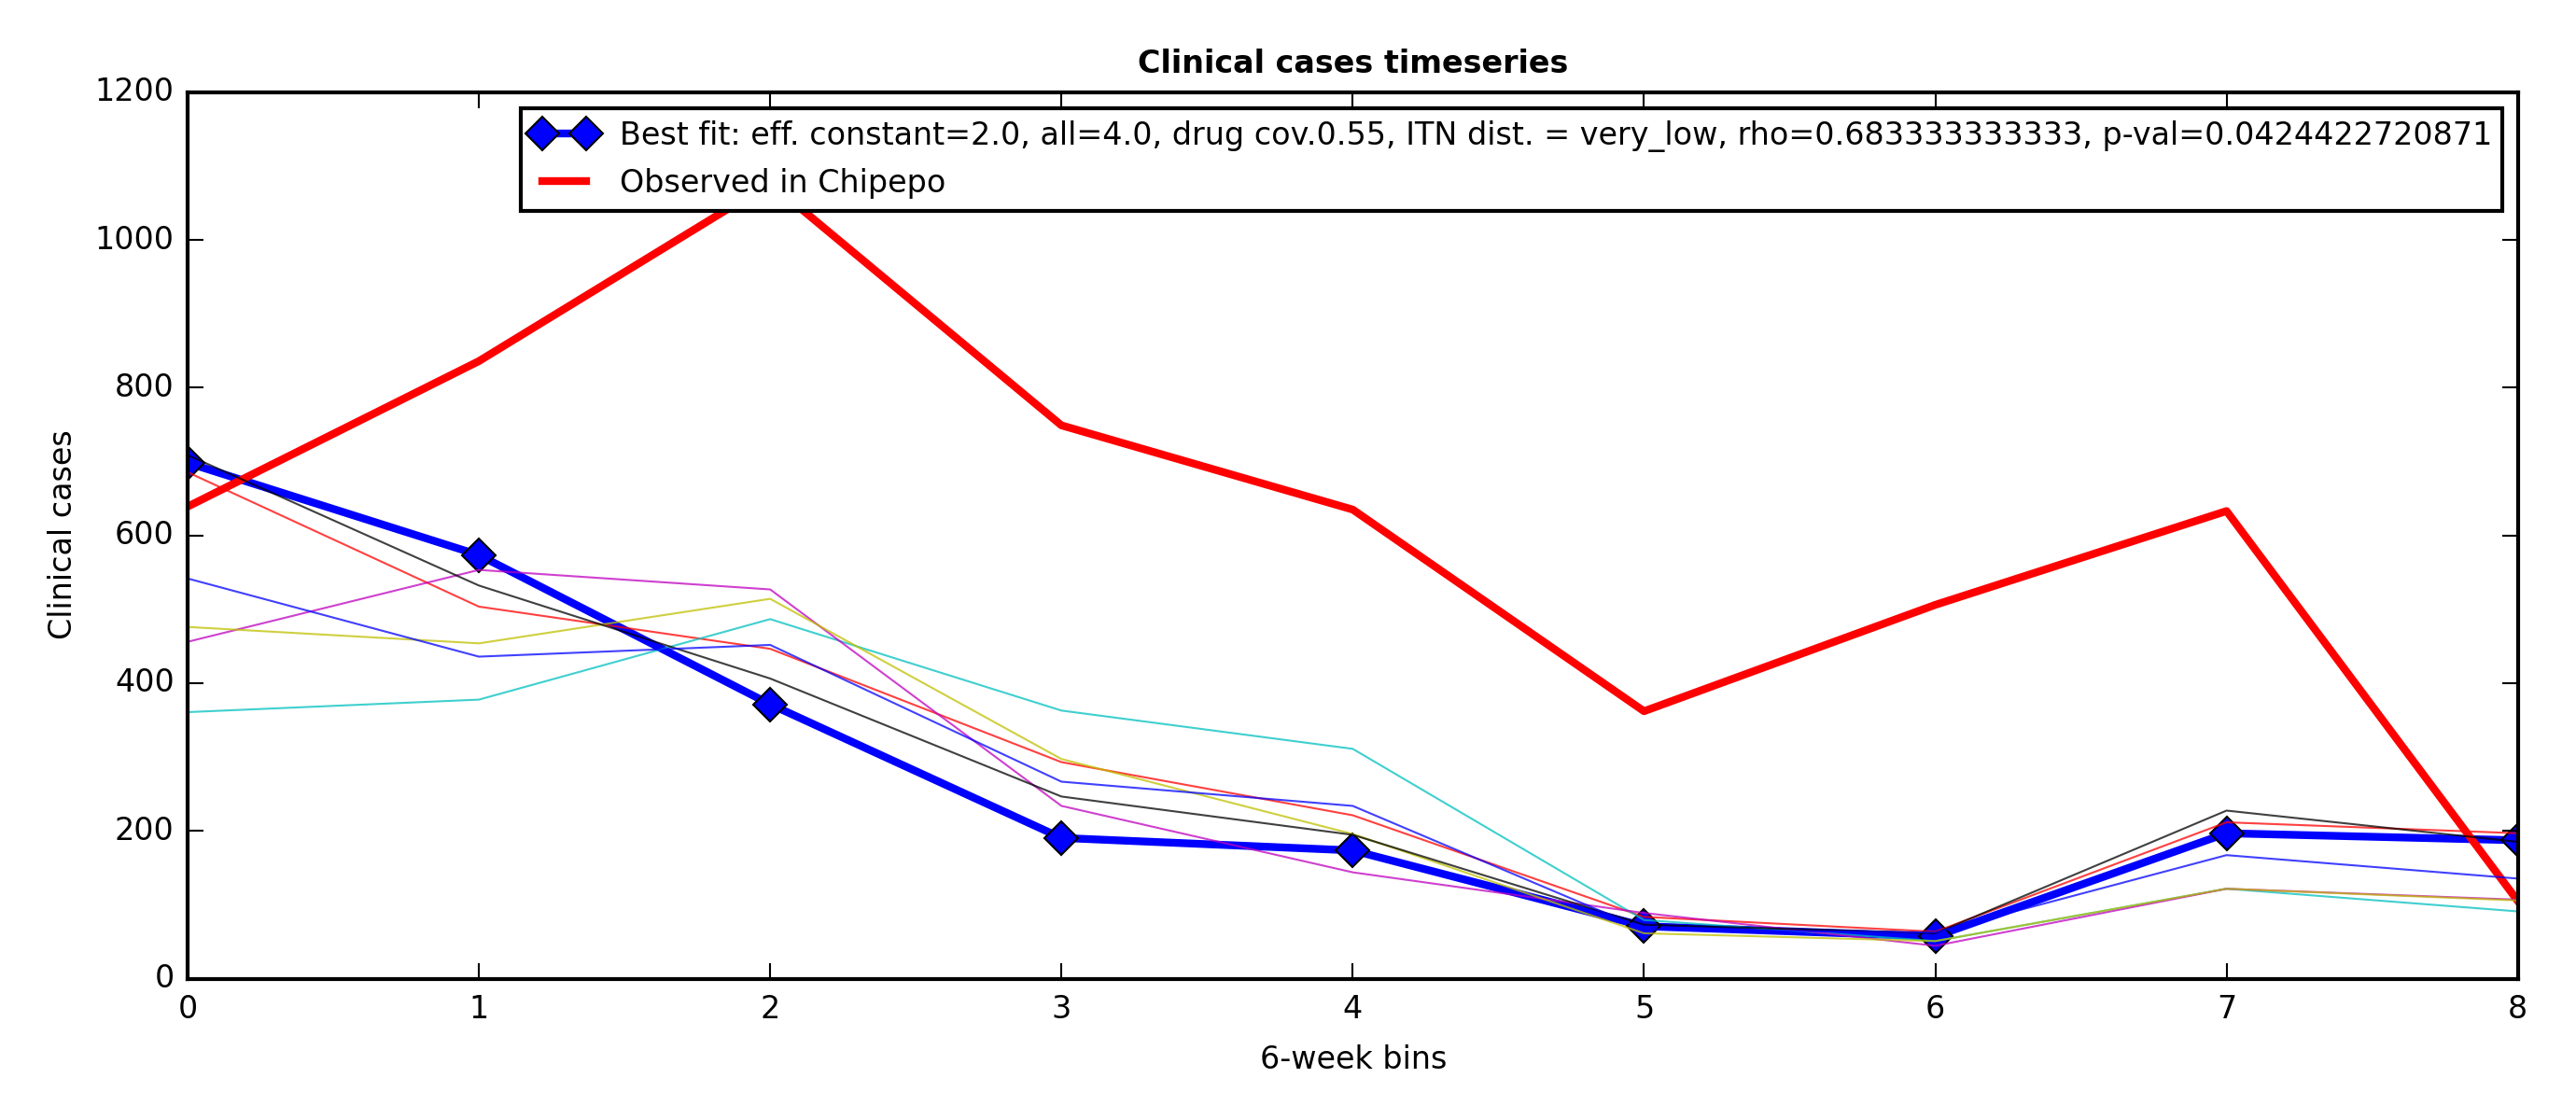 Clinical cases timeseries
1200
1000
800
600
400
200
0
Clinical cases
Best fit: eff. constant=2.0, all=4.0, drug cov.0.55, ITN dist. = very_low, rho=0.683333333333, p-val=0.0424422720871
Observed in Chipepo
0 1 2 3 4 5 6 7 8
6-week bins